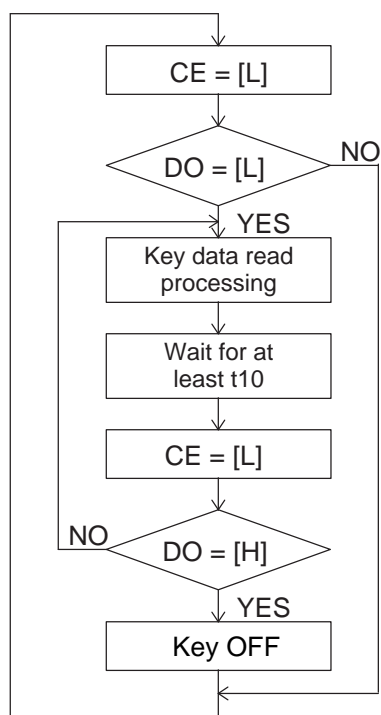 CE = [L]
DO = [L]
NO
YES
Key data read
processing
Wait for at
least t10
CE = [L]
NO
DO = [H]
YES
Key OFF